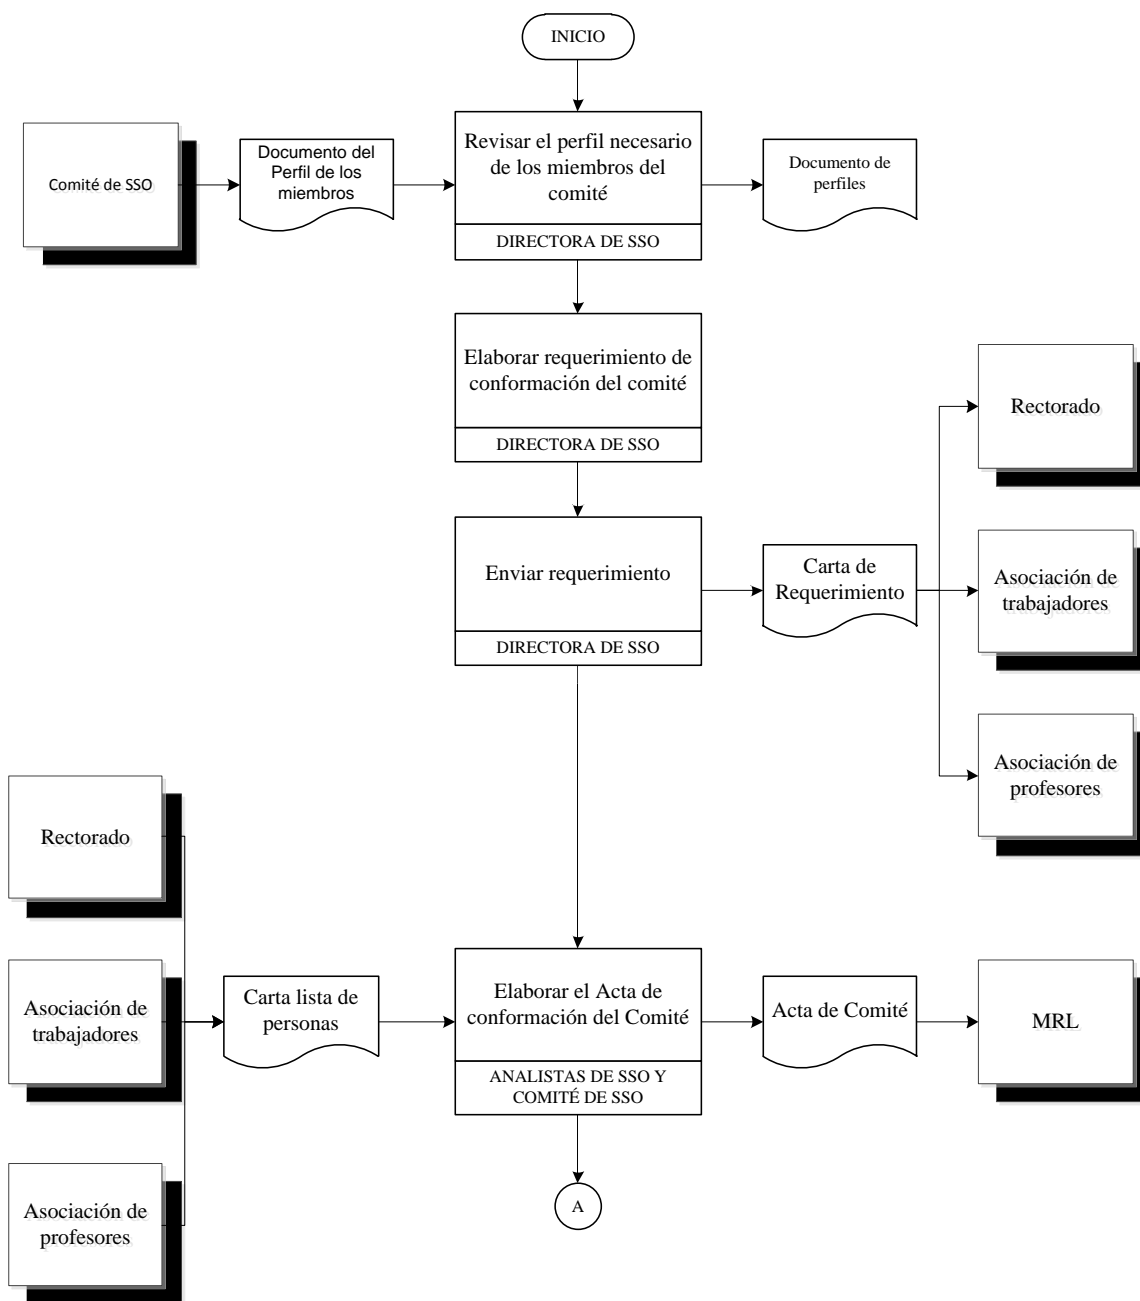 INICIO
Comité de SSO
Documento del
Perfil de los
miembros
Revisar el perfil necesario
de los miembros del
comité
DIRECTORA DE SSO
Documento de
perfiles
Elaborar requerimiento de
conformación del comité
DIRECTORA DE SSO
Rectorado
Enviar requerimiento
DIRECTORA DE SSO
Carta de
Requerimiento
Asociación de
trabajadores
Asociación de
profesores
Rectorado
Asociación de
trabajadores
Carta lista de
personas
Elaborar el Acta de
conformación del Comité
ANALISTAS DE SSO Y
COMITÉ DE SSO
Acta de Comité
MRL
Asociación de
profesores
A